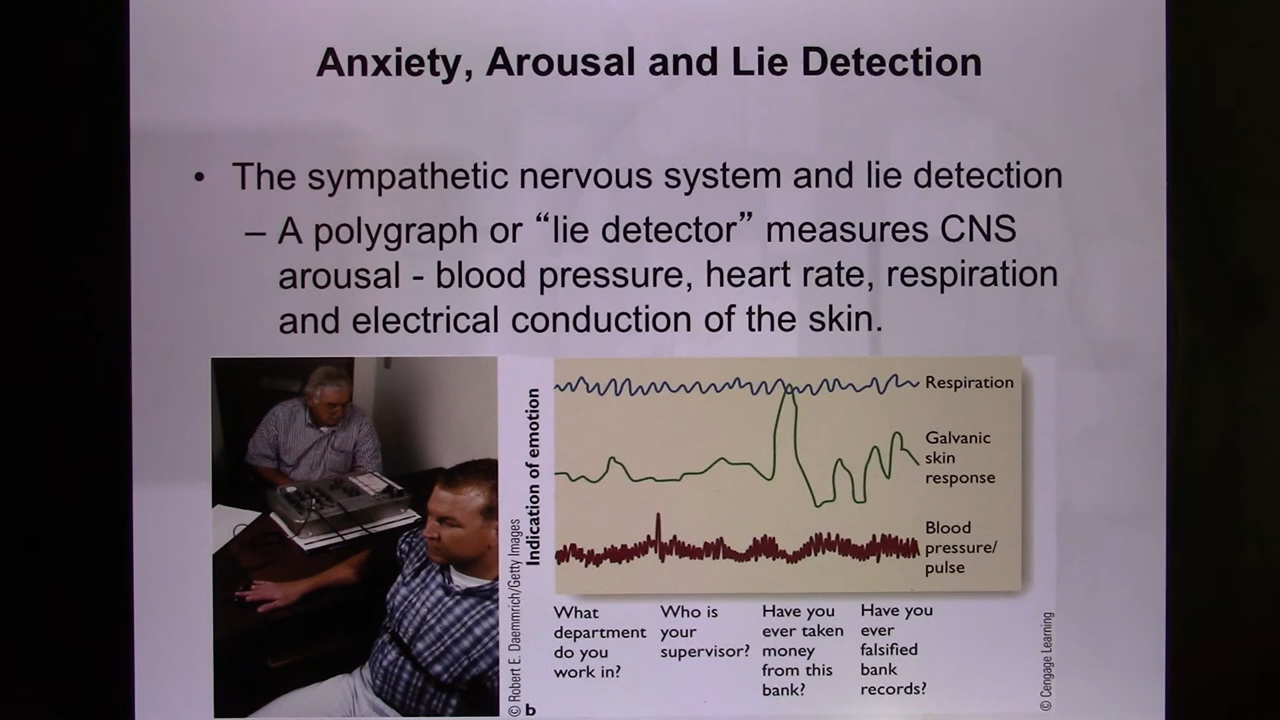 Anxiety, Arousal and Lie Detection
• The sympathetic nervous system and lie detection
– A polygraph or “lie detector” measures CNS
arousal - blood pressure, heart rate, respiration
and electrical conduction of the skin.
© Robert E. Daemmrich/Getty Images
Indication of emotion
Respiration
Galvanic
skin
response
Blood
pressure/
pulse
What
department
do you
work in?
Who is
your
supervisor?
Have you
ever taken
money
from this
bank?
Have you
ever
falsified
bank
records?
b
© Cengage Learning